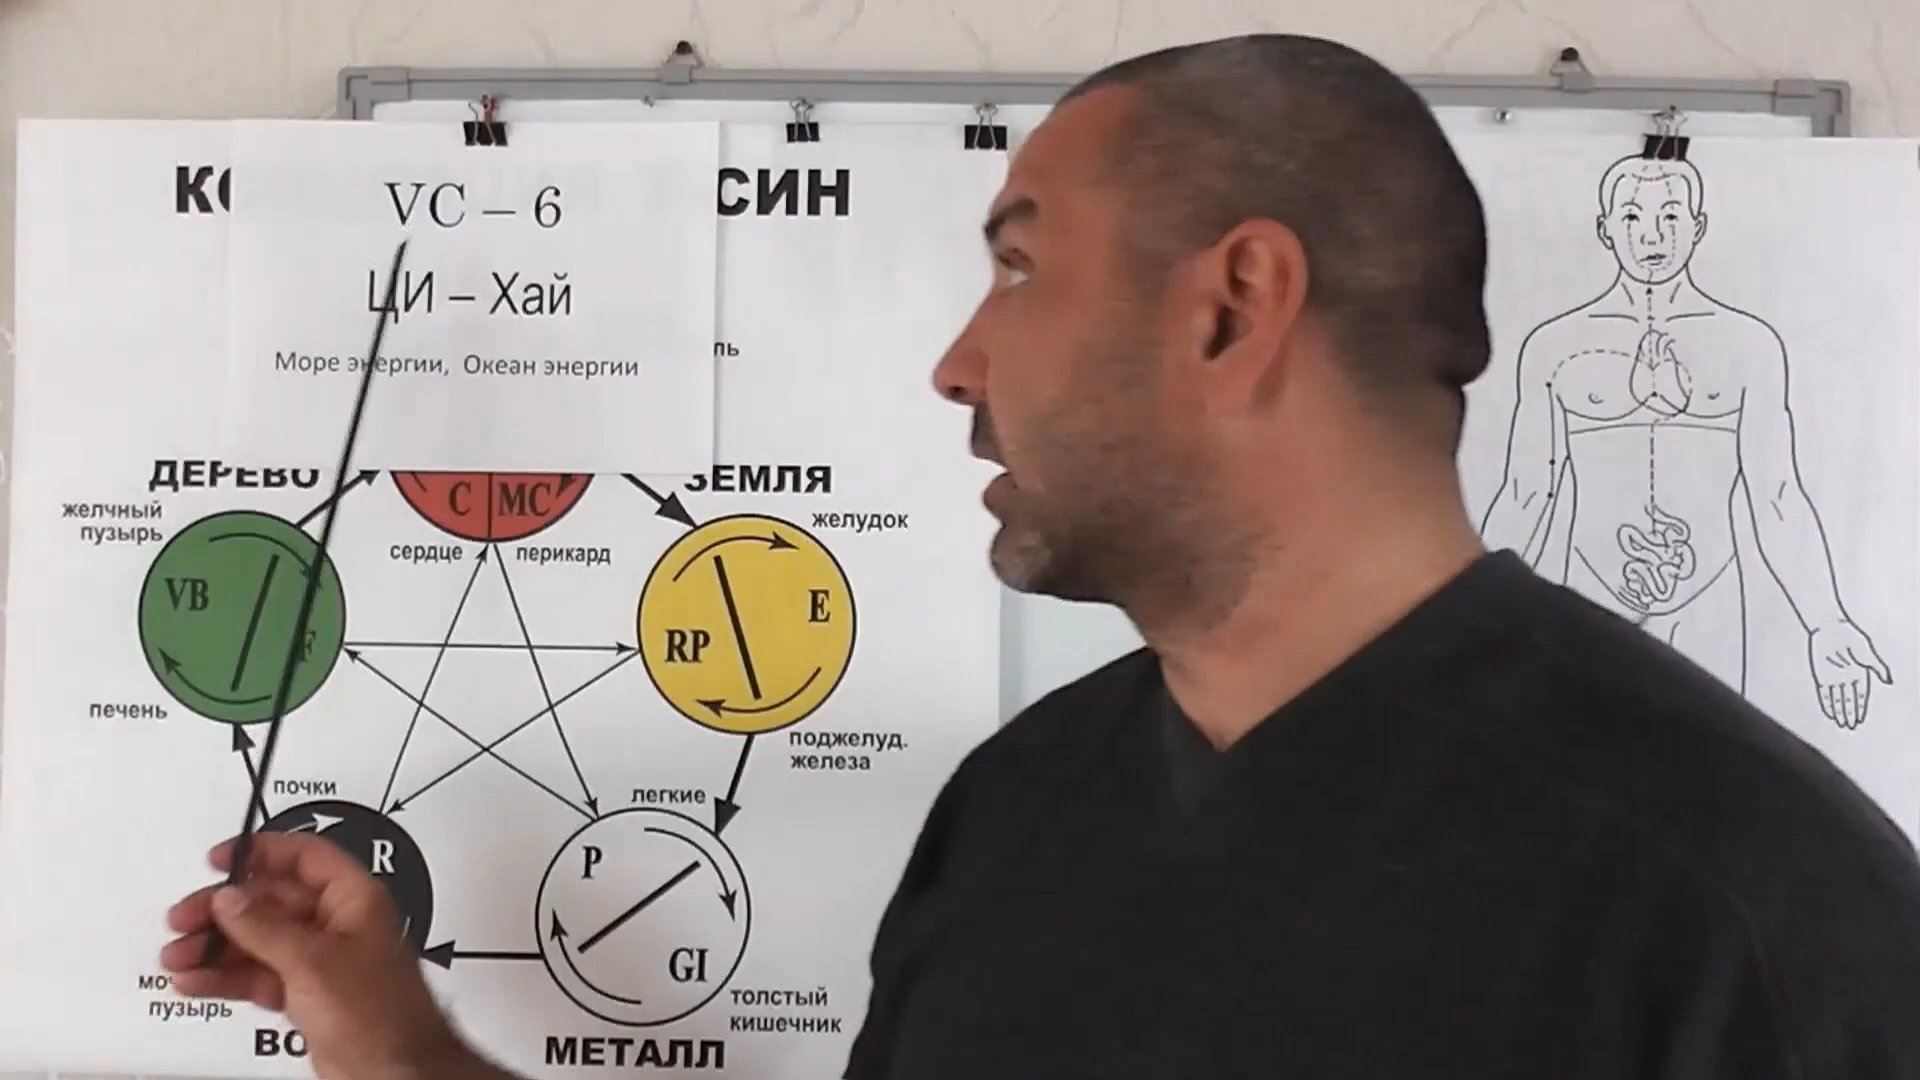 СИН
VC – 6
ЦИ – Хай
Море энергии, Океан энергии
ДЕРЕВО
ЗЕМЛЯ
желчный
пузырь
C
MC
желудок
сердце
перикард
VB
F
E
RP
печень
поджелуд.
железа
почки
легкие
R
P
GI
пузырь
толстый
кишечник
МЕТАЛЛ